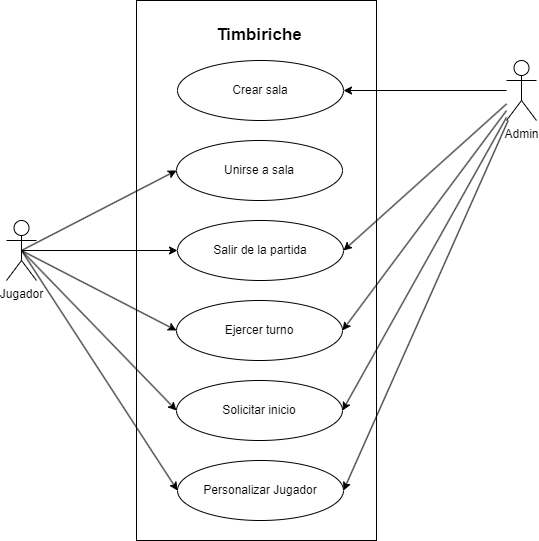 Timbiriche
Crear sala
Admin
Unirse a sala
Salir de la partida
Jugador
Ejercer turno
Solicitar inicio
Personalizar Jugador